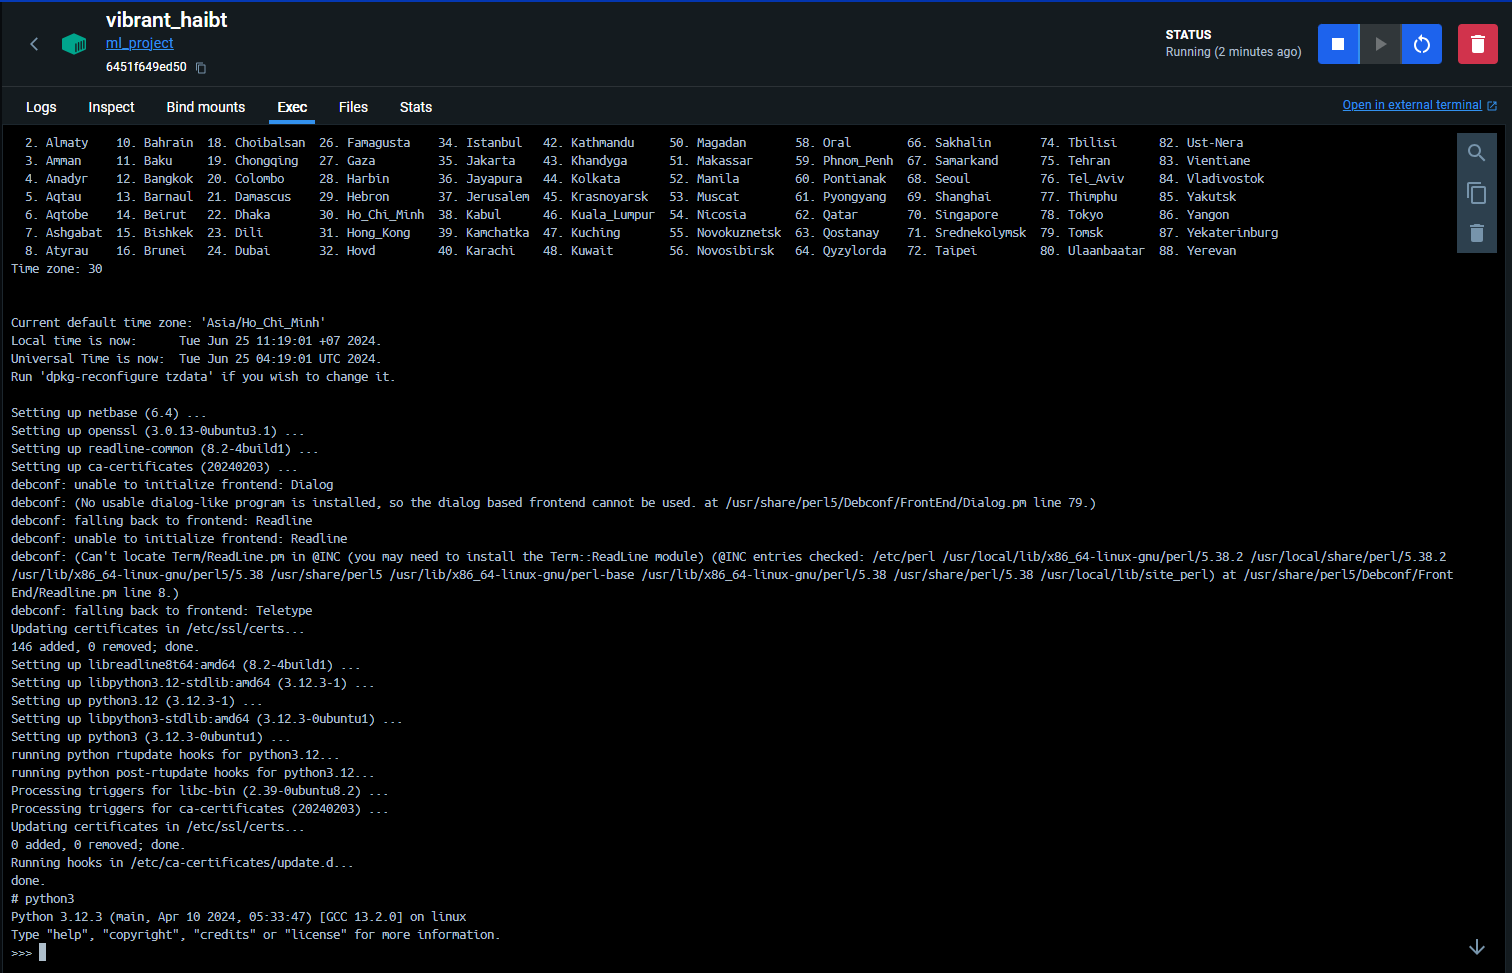 vibrant_haibt
ml_project
6451f649ed50
STATUS
Running (2 minutes ago)
Logs Inspect Bind mounts Exec Files Stats
Open in external terminal
2. Almaty 10. Bahrain 18. Choibalsan 26. Famagusta 34. Istanbul 42. Kathmandu 50. Magadan 58. Oral 66. Sakhalin 74. Tbilisi 82. Ust-Nera
3. Amman 11. Baku 19. Chongqing 27. Gaza 35. Jakarta 43. Khandyga 51. Makassar 59. Phnom_Penh 67. Samarkand 75. Tehran 83. Vientiane
4. Anadyr 12. Bangkok 20. Colombo 28. Harbin 36. Jayapura 44. Kolkata 52. Manila 60. Pontianak 68. Seoul 76. Tel_Aviv 84. Vladivostok
5. Aqtau 13. Barnaul 21. Damascus 29. Hebron 37. Jerusalem 45. Krasnoyarsk 53. Muscat 61. Pyongyang 69. Shanghai 77. Thimphu 85. Yakutsk
6. Aqtobe 14. Beirut 22. Dhaka 30. Ho_Chi_Minh 38. Kabul 46. Kuala_Lumpur 54. Nicosia 62. Qatar 70. Singapore 78. Tokyo 86. Yangon
7. Ashgabat 15. Bishkek 23. Dili 31. Hong_Kong 39. Kamchatka 47. Kuching 55. Novokuznetsk 63. Qostanay 71. Srednekolymsk 79. Tomsk 87. Yekaterinburg
8. Atyrau 16. Brunei 24. Dubai 32. Hovd 40. Karachi 48. Kuwait 56. Novosibirsk 64. Qyzylorda 72. Taipei 80. Ulaanbaatar 88. Yerevan
Time zone: 30
Current default time zone: 'Asia/Ho_Chi_Minh'
Local time is now: Tue Jun 25 11:19:01 +07 2024.
Universal Time is now: Tue Jun 25 04:19:01 UTC 2024.
Run 'dpkg-reconfigure tzdata' if you wish to change it.
Setting up netbase (6.4) ...
Setting up openssl (3.0.13-0ubuntu3.1) ...
Setting up readline-common (8.2-4build1) ...
Setting up ca-certificates (20240203) ...
debconf: unable to initialize frontend: Dialog
debconf: (No usable dialog-like program is installed, so the dialog based frontend cannot be used. at /usr/share/perl5/Debconf/FrontEnd/Dialog.pm line 79.)
debconf: falling back to frontend: Readline
debconf: unable to initialize frontend: Readline
debconf: (Can't locate Term/ReadLine.pm in @INC (you may need to install the Term::ReadLine module) (@INC entries checked: /etc/perl /usr/local/lib/x86_64-linux-gnu/perl/5.38.2 /usr/local/share/perl/5.38.2
/usr/lib/x86_64-linux-gnu/perl5/5.38 /usr/share/perl5 /usr/lib/x86_64-linux-gnu/perl-base /usr/lib/x86_64-linux-gnu/perl/5.38 /usr/share/perl/5.38 /usr/local/lib/site_perl) at /usr/share/perl5/Debconf/Front
End/Readline.pm line 8.)
debconf: falling back to frontend: Teletype
Updating certificates in /etc/ssl/certs...
146 added, 0 removed; done.
Setting up libreadline8t64:amd64 (8.2-4build1) ...
Setting up libpython3.12-stdlib:amd64 (3.12.3-1) ...
Setting up python3.12 (3.12.3-1) ...
Setting up libpython3-stdlib:amd64 (3.12.3-0ubuntu1) ...
Setting up python3 (3.12.3-0ubuntu1) ...
running python rtupdate hooks for python3.12...
running python post-rtupdate hooks for python3.12...
Processing triggers for libc-bin (2.39-0ubuntu8.2) ...
Processing triggers for ca-certificates (20240203) ...
Updating certificates in /etc/ssl/certs...
0 added, 0 removed; done.
Running hooks in /etc/ca-certificates/update.d...
done.
# python3
Python 3.12.3 (main, Apr 10 2024, 05:33:47) [GCC 13.2.0] on linux
Type "help", "copyright", "credits" or "license" for more information.
>>>